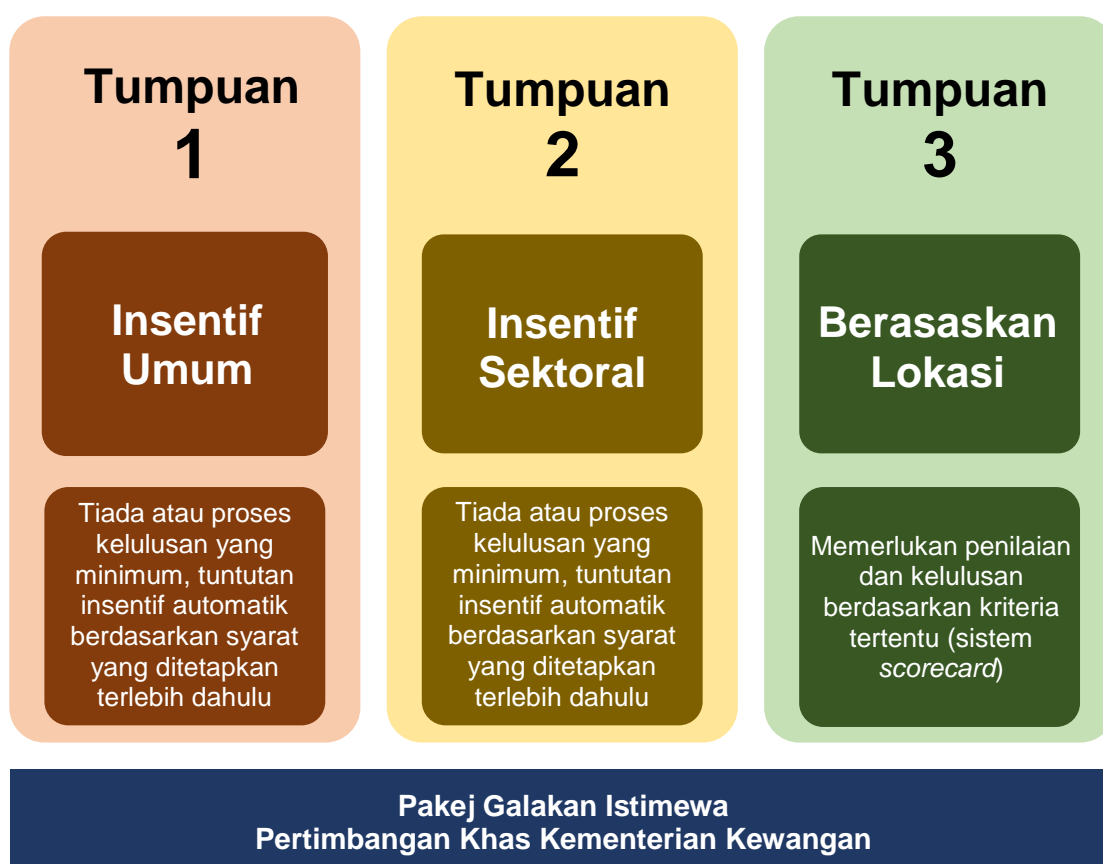 Tumpuan
1
Insentif
Umum
Tiada atau proses
kelulusan yang
minimum, tuntutan
insentif automatik
berdasarkan syarat
yang ditetapkan
terlebih dahulu
Tumpuan
2
Insentif
Sektoral
Tiada atau proses
kelulusan yang
minimum, tuntutan
insentif automatik
berdasarkan syarat
yang ditetapkan
terlebih dahulu
Tumpuan
3
Berasaskan
Lokasi
Memerlukan penilaian
dan kelulusan
berdasarkan kriteria
tertentu (sistem
scorecard)
Pakej Galakan Istimewa
Pertimbangan Khas Kementerian Kewangan